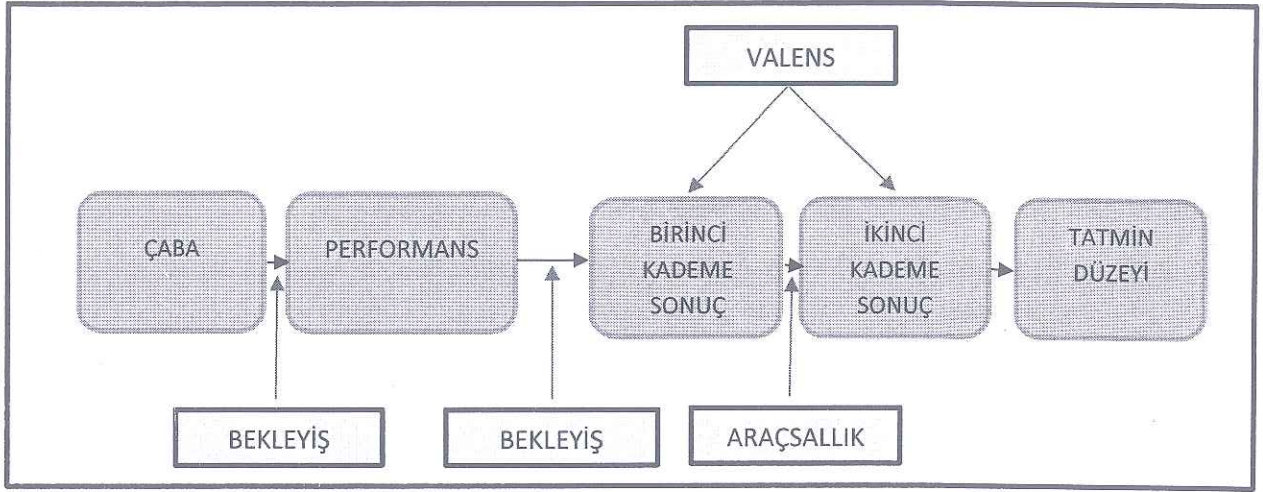 VALENS
ÇABA
PERFORMANS
BİRİNCİ
KADEME
SONUÇ
İKİNCİ
KADEME
SONUÇ
TATMİN
DÜZEYİ
BEKLEYİŞ
BEKLEYİŞ
ARAÇSALLIK